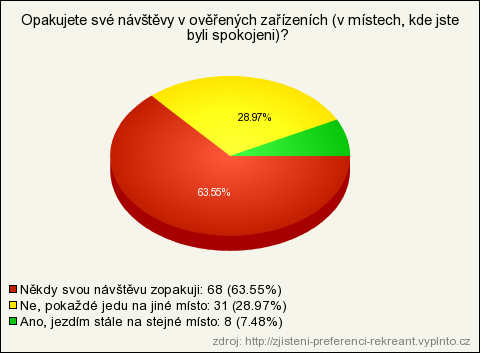 Opakujete své návštěvy v ověřených zařízeních (v místech, kde jste
byli spokojeni)?
28.97%
63.55%
Někdy svou návštěvu zopakuji: 68 (63.55%)
Ne, pokaždé jedu na jiné místo: 31 (28.97%)
Ano, jezdím stále na stejné místo: 8 (7.48%)
zdroj: http://zjisteni-preferenci-rekreant.vyplnto.cz